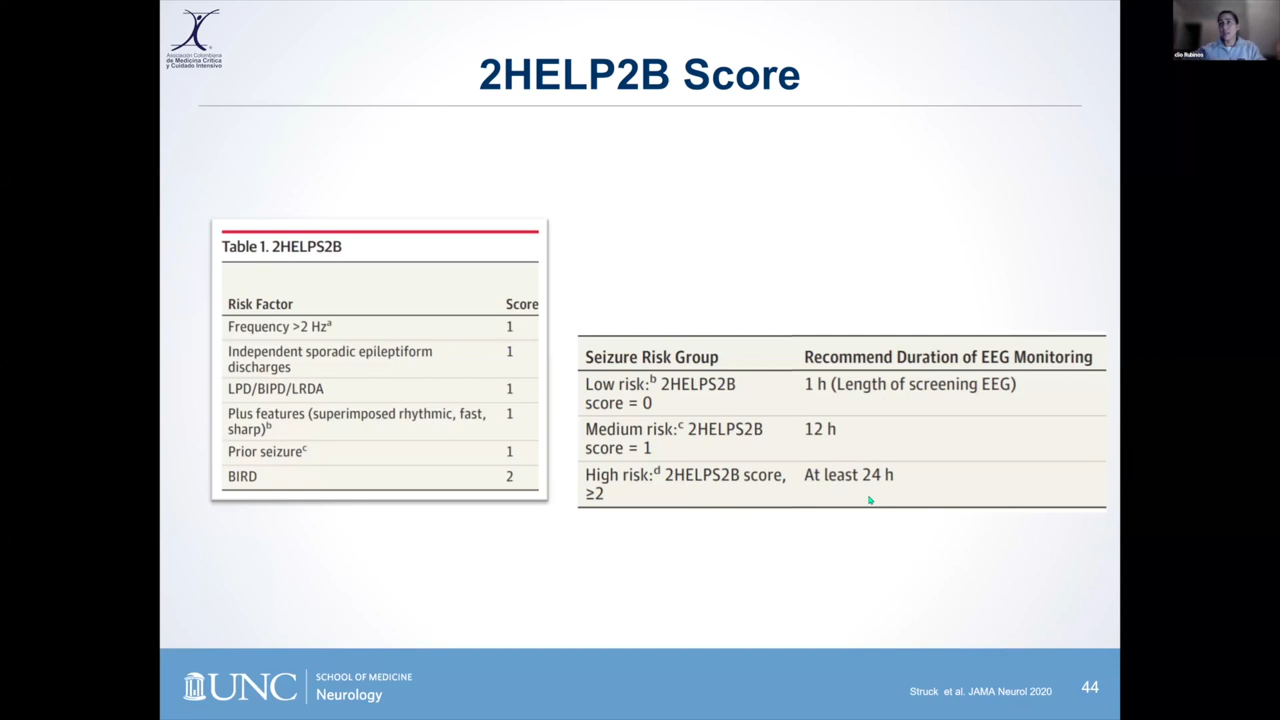 Asociación Colombiana
de Medicina Crítica
y Cuidado Intensivo
2HELP2B Score
Table 1. 2HELPS2B
Risk Factor Score
Frequency >2 Hzᵃ 1
Independent sporadic epileptiform 1
discharges
LPD/BIPD/LRDA 1
Plus features (superimposed rhythmic, fast, 1
sharp)ᵇ
Prior seizureᶜ 1
BIRD 2
Seizure Risk Group Recommend Duration of EEG Monitoring
Low risk:ᵇ 2HELPS2B 1 h (Length of screening EEG)
score = 0
Medium risk:ᶜ 2HELPS2B 12 h
score = 1
High risk:ᵈ 2HELPS2B score, At least 24 h
≥2
UNC
SCHOOL OF MEDICINE
Neurology
Struck et al. JAMA Neurol 2020
44
dio Rubinos